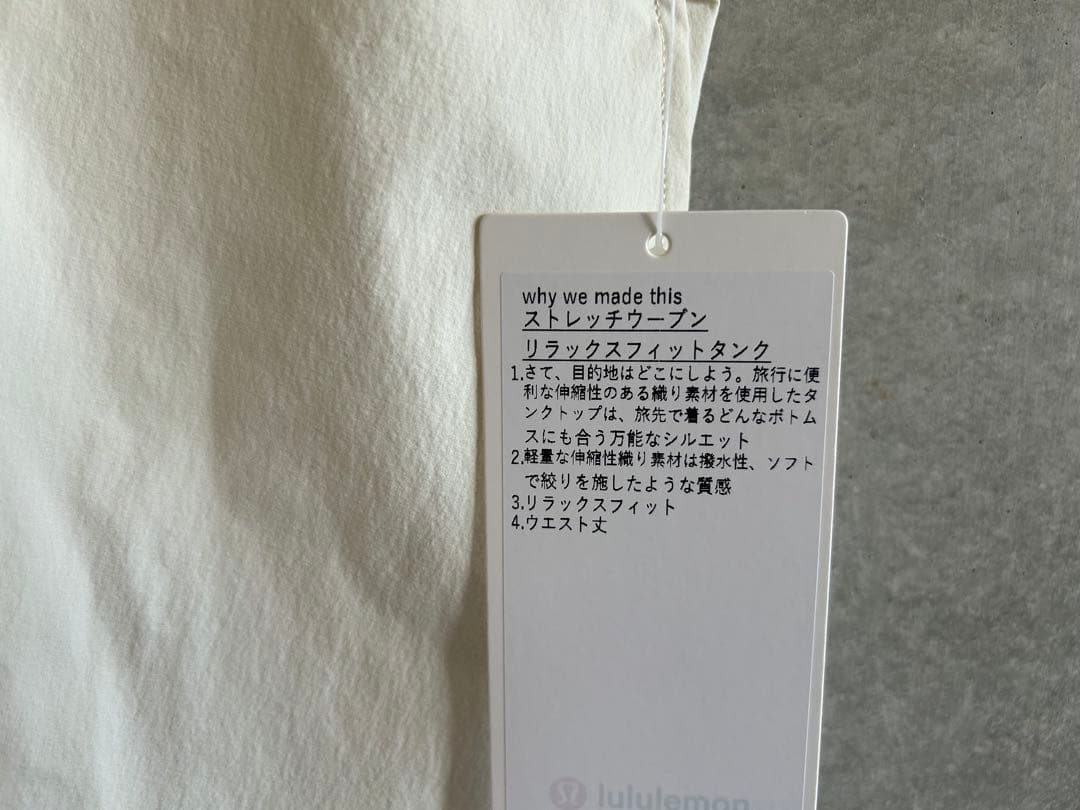 why we made this
ストレッチウーブン
リラックスフィットタンク
1.さて、目的地はどこにしよう。旅行に便
利な伸縮性のある織り素材を使用したタ
ンクトップは、旅先で着るどんなボトム
スにも合う万能なシルエット
2.軽量な伸縮性織り素材は撥水性、ソフト
で絞りを施したような質感
3.リラックスフィット
4.ウエスト丈
lululemon